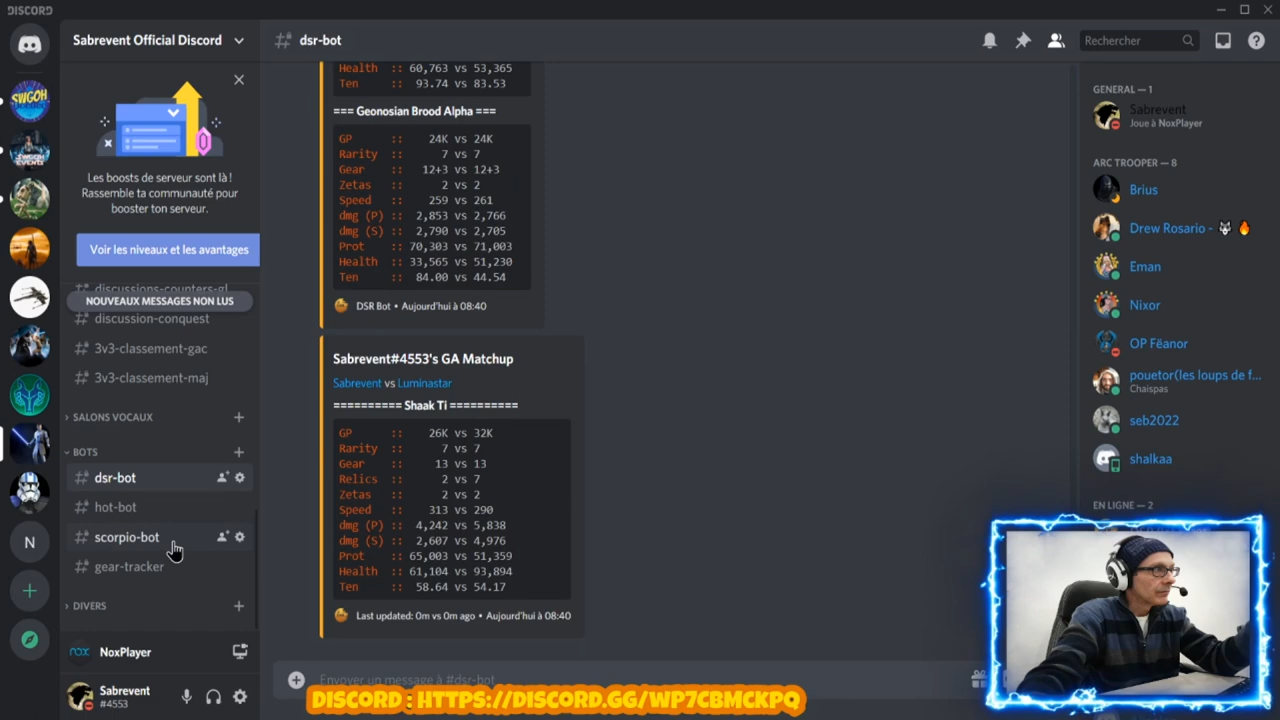 DISCORD
Sabrevent Official Discord
Les boosts de serveur sont là !
Rassemble ta communauté pour
booster ton serveur.
Voir les niveaux et les avantages
discussions-counters-gl
NOUVEAUX MESSAGES NON LUS
discussion-conquest
3v3-classement-gac
3v3-classement-maj
SALONS VOCAUX
BOTS
dsr-bot
hot-bot
scorpio-bot
gear-tracker
DIVERS
NoxPlayer
Sabrevent
#4553
SWGOH
SWGOH
EVENTS
N
dsr-bot
Rechercher
Health :: 60,763 vs 53,365
Ten :: 93.74 vs 83.53
=== Geonosian Brood Alpha ===
GP :: 24K vs 24K
Rarity :: 7 vs 7
Gear :: 12+3 vs 12+3
Zetas :: 2 vs 2
Speed :: 259 vs 261
dmg (P) :: 2,853 vs 2,766
dmg (S) :: 2,790 vs 2,705
Prot :: 70,303 vs 71,003
Health :: 33,565 vs 51,230
Ten :: 84.00 vs 44.54
DSR Bot • Aujourd'hui à 08:40
Sabrevent#4553's GA Matchup
Sabrevent vs Luminastar
========== Shaak Ti ==========
GP :: 26K vs 32K
Rarity :: 7 vs 7
Gear :: 13 vs 13
Relics :: 2 vs 7
Zetas :: 2 vs 2
Speed :: 313 vs 290
dmg (P) :: 4,242 vs 5,838
dmg (S) :: 2,607 vs 4,976
Prot :: 65,003 vs 51,359
Health :: 61,104 vs 93,894
Ten :: 58.64 vs 54.17
Last updated: 0m vs 0m ago • Aujourd'hui à 08:40
Envoyer un message à #dsr-bot
DISCORD : HTTPS://DISCORD.GG/WP7CBMCKPQ
GENERAL — 1
Sabrevent
Joue à NoxPlayer
ARC TROOPER — 8
Brius
Drew Rosario -
Eman
Nixor
OP Fëanor
pouetor(les loups de f...
Chaispas
seb2022
shalkaa
EN LIGNE — 2